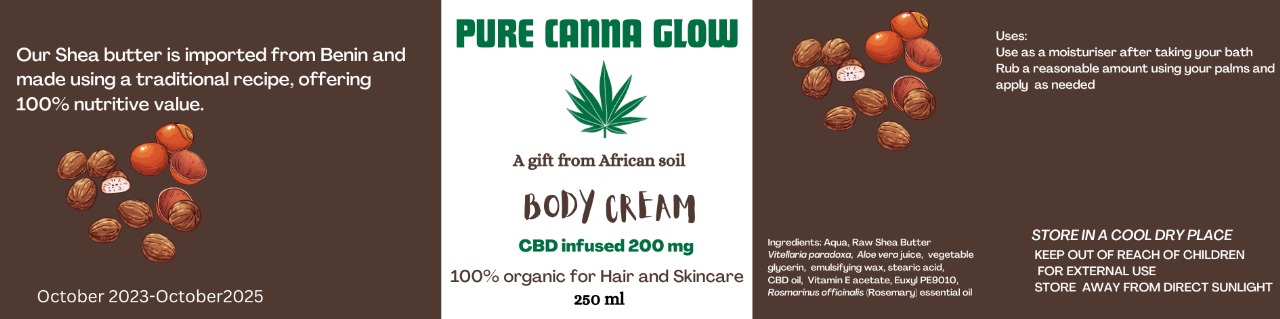 Our Shea butter is imported from Benin and
made using a traditional recipe, offering
100% nutritive value.
October 2023-October2025
PURE CANNA GLOW
A gift from African soil
BODY CREAM
CBD infused 200 mg
100% organic for Hair and Skincare
250 ml
Ingredients: Aqua, Raw Shea Butter
Vitellaria paradoxa, Aloe vera juice, vegetable
glycerin, emulsifying wax, stearic acid,
CBD oil, Vitamin E acetate, Euxyl PE9010,
Rosmarinus officinalis (Rosemary) essential oil
Uses:
Use as a moisturiser after taking your bath
Rub a reasonable amount using your palms and
apply as needed
STORE IN A COOL DRY PLACE
KEEP OUT OF REACH OF CHILDREN
FOR EXTERNAL USE
STORE AWAY FROM DIRECT SUNLIGHT